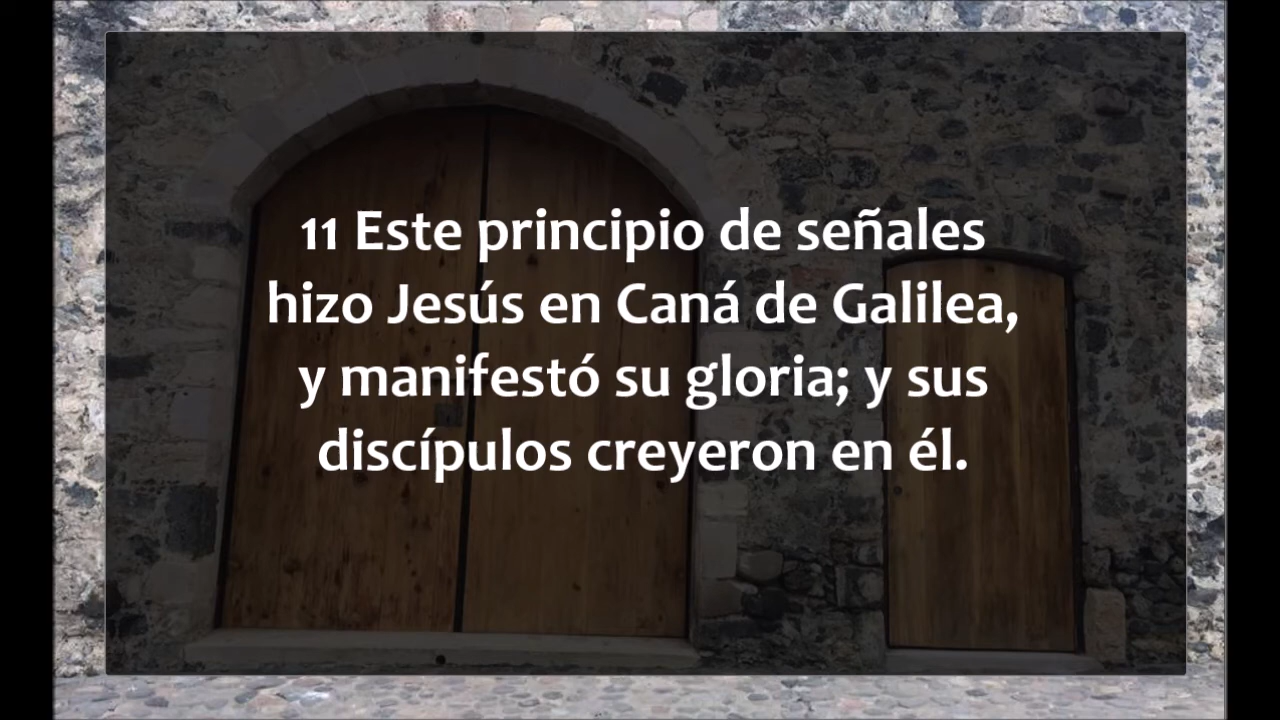 11 Este principio de señales
hizo Jesús en Caná de Galilea,
y manifestó su gloria; y sus
discípulos creyeron en él.